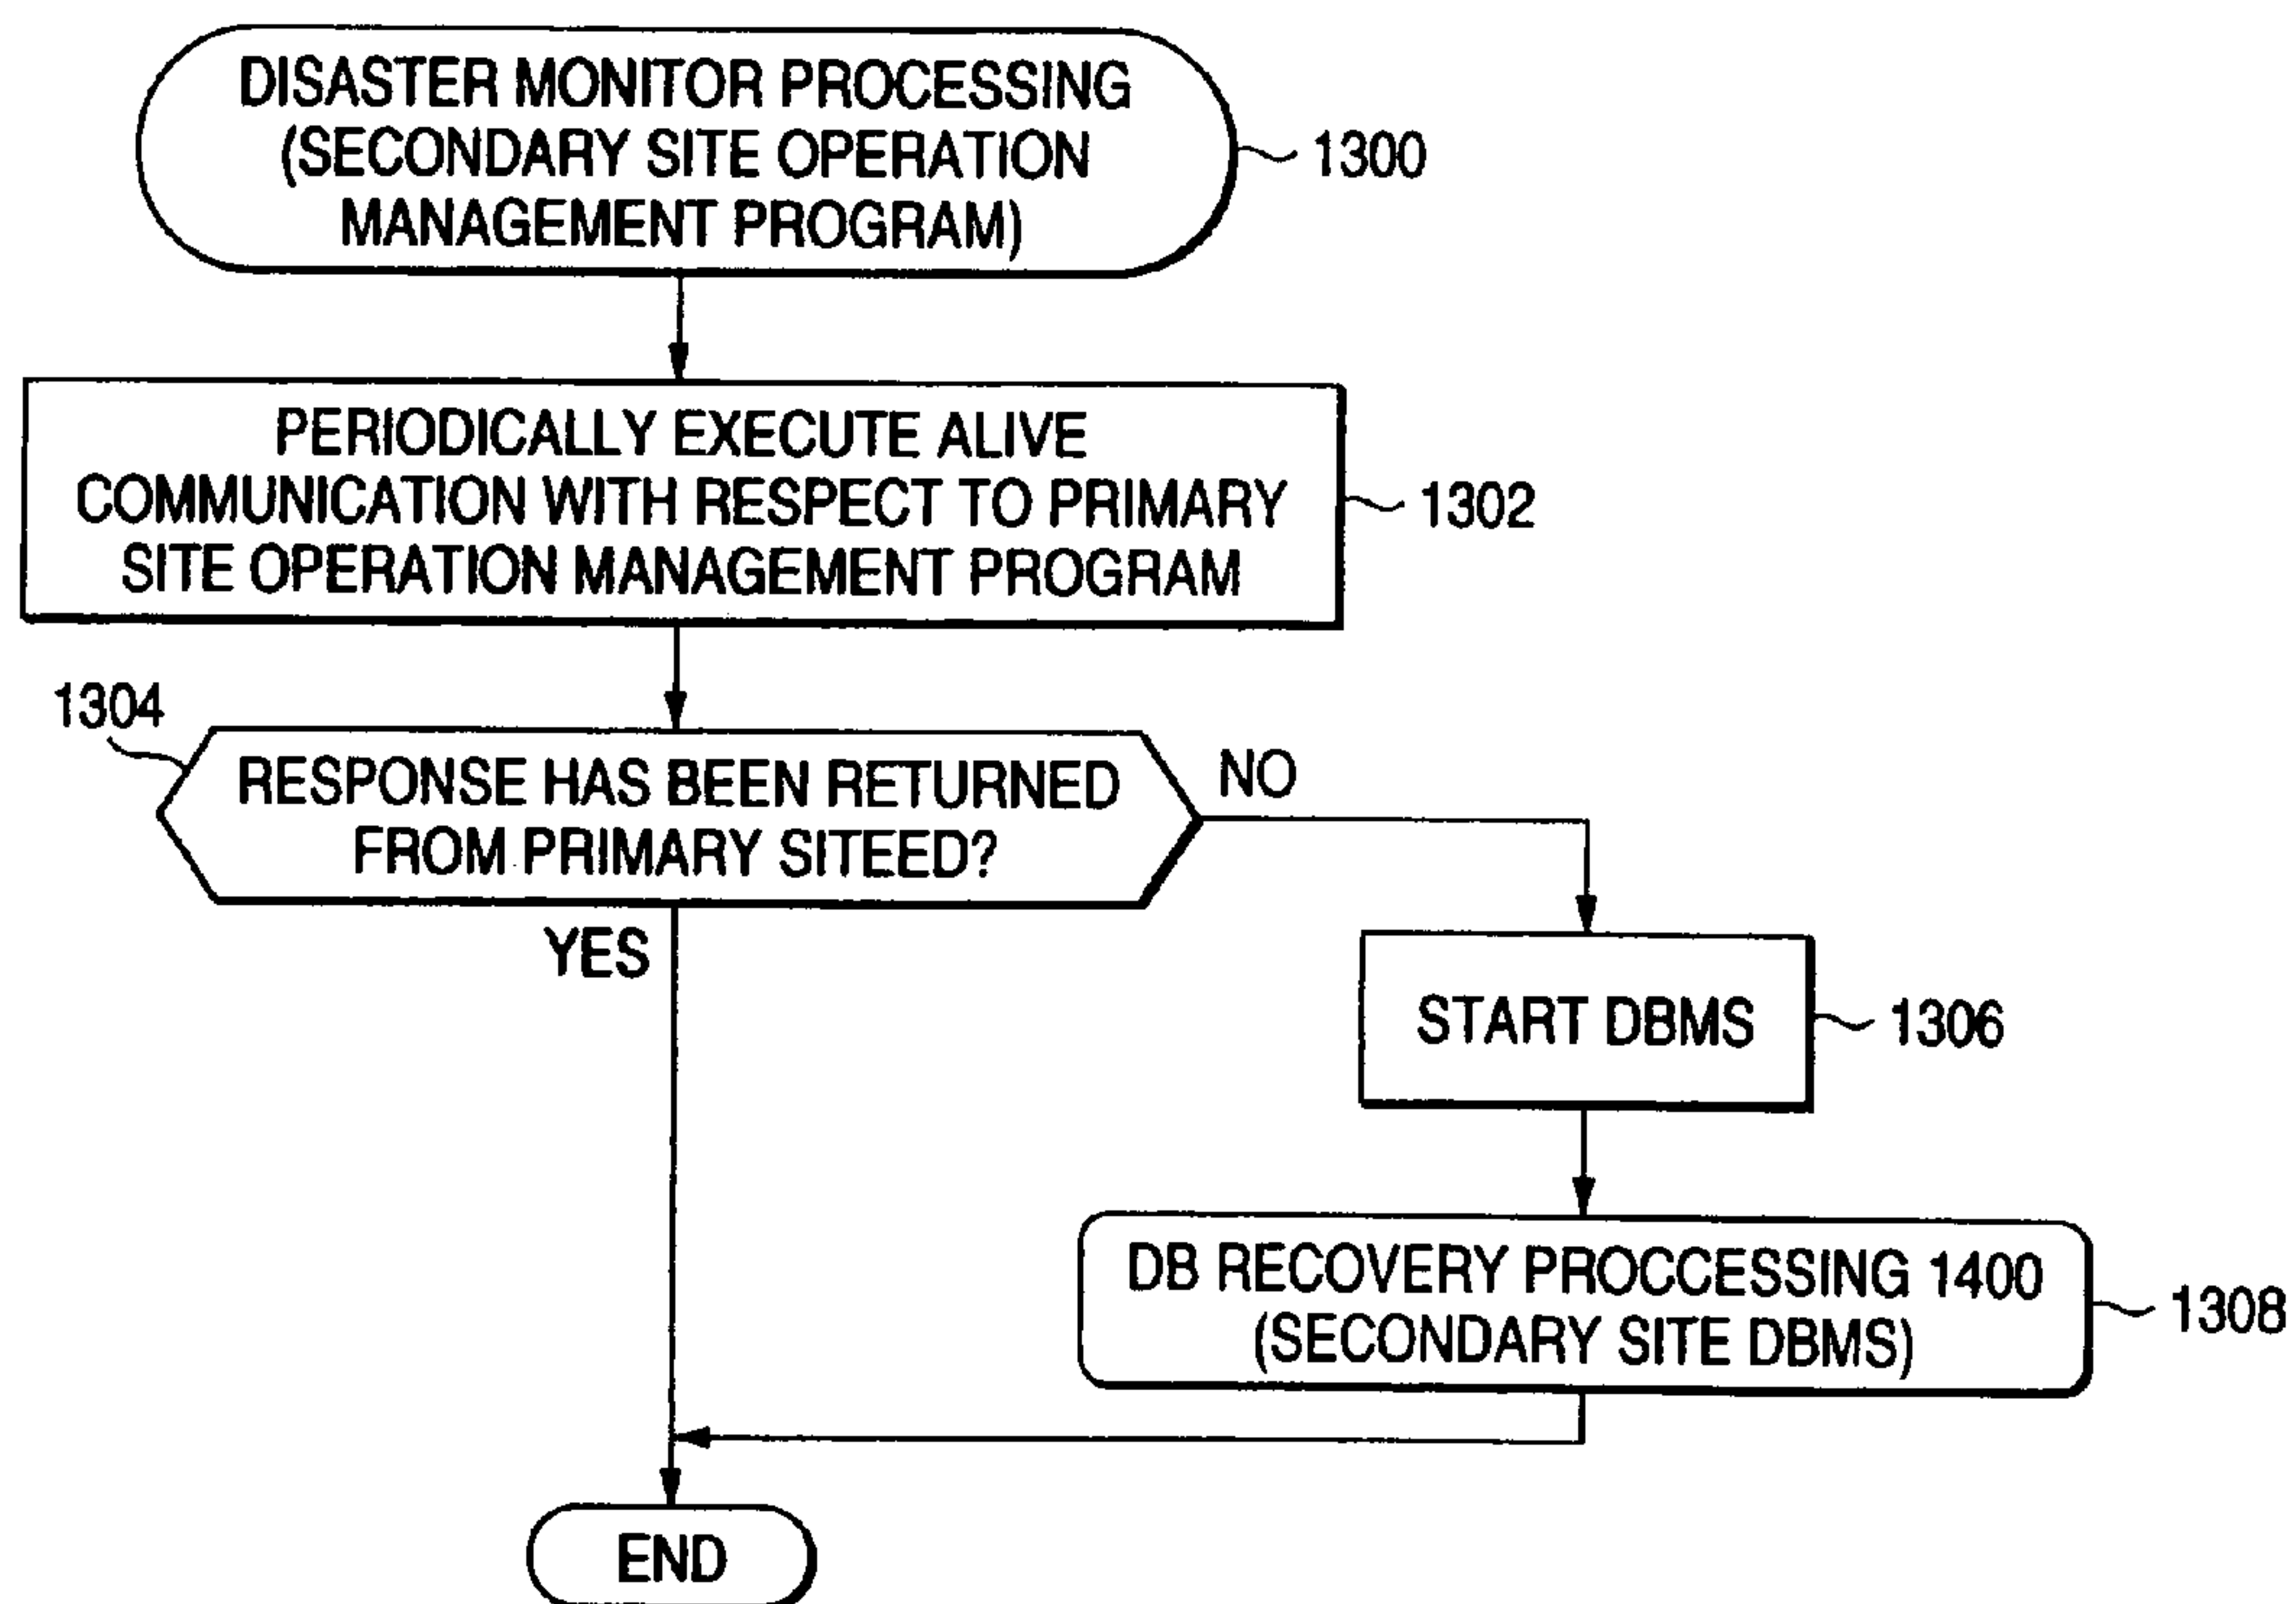 DISASTER MONITOR PROCESSING
(SECONDARY SITE OPERATION
MANAGEMENT PROGRAM)
1300
PERIODICALLY EXECUTE ALIVE
COMMUNICATION WITH RESPECT TO PRIMARY
SITE OPERATION MANAGEMENT PROGRAM
1302
1304
RESPONSE HAS BEEN RETURNED
FROM PRIMARY SITEED?
NO
YES
START DBMS
1306
DB RECOVERY PROCCESSING 1400
(SECONDARY SITE DBMS)
1308
END